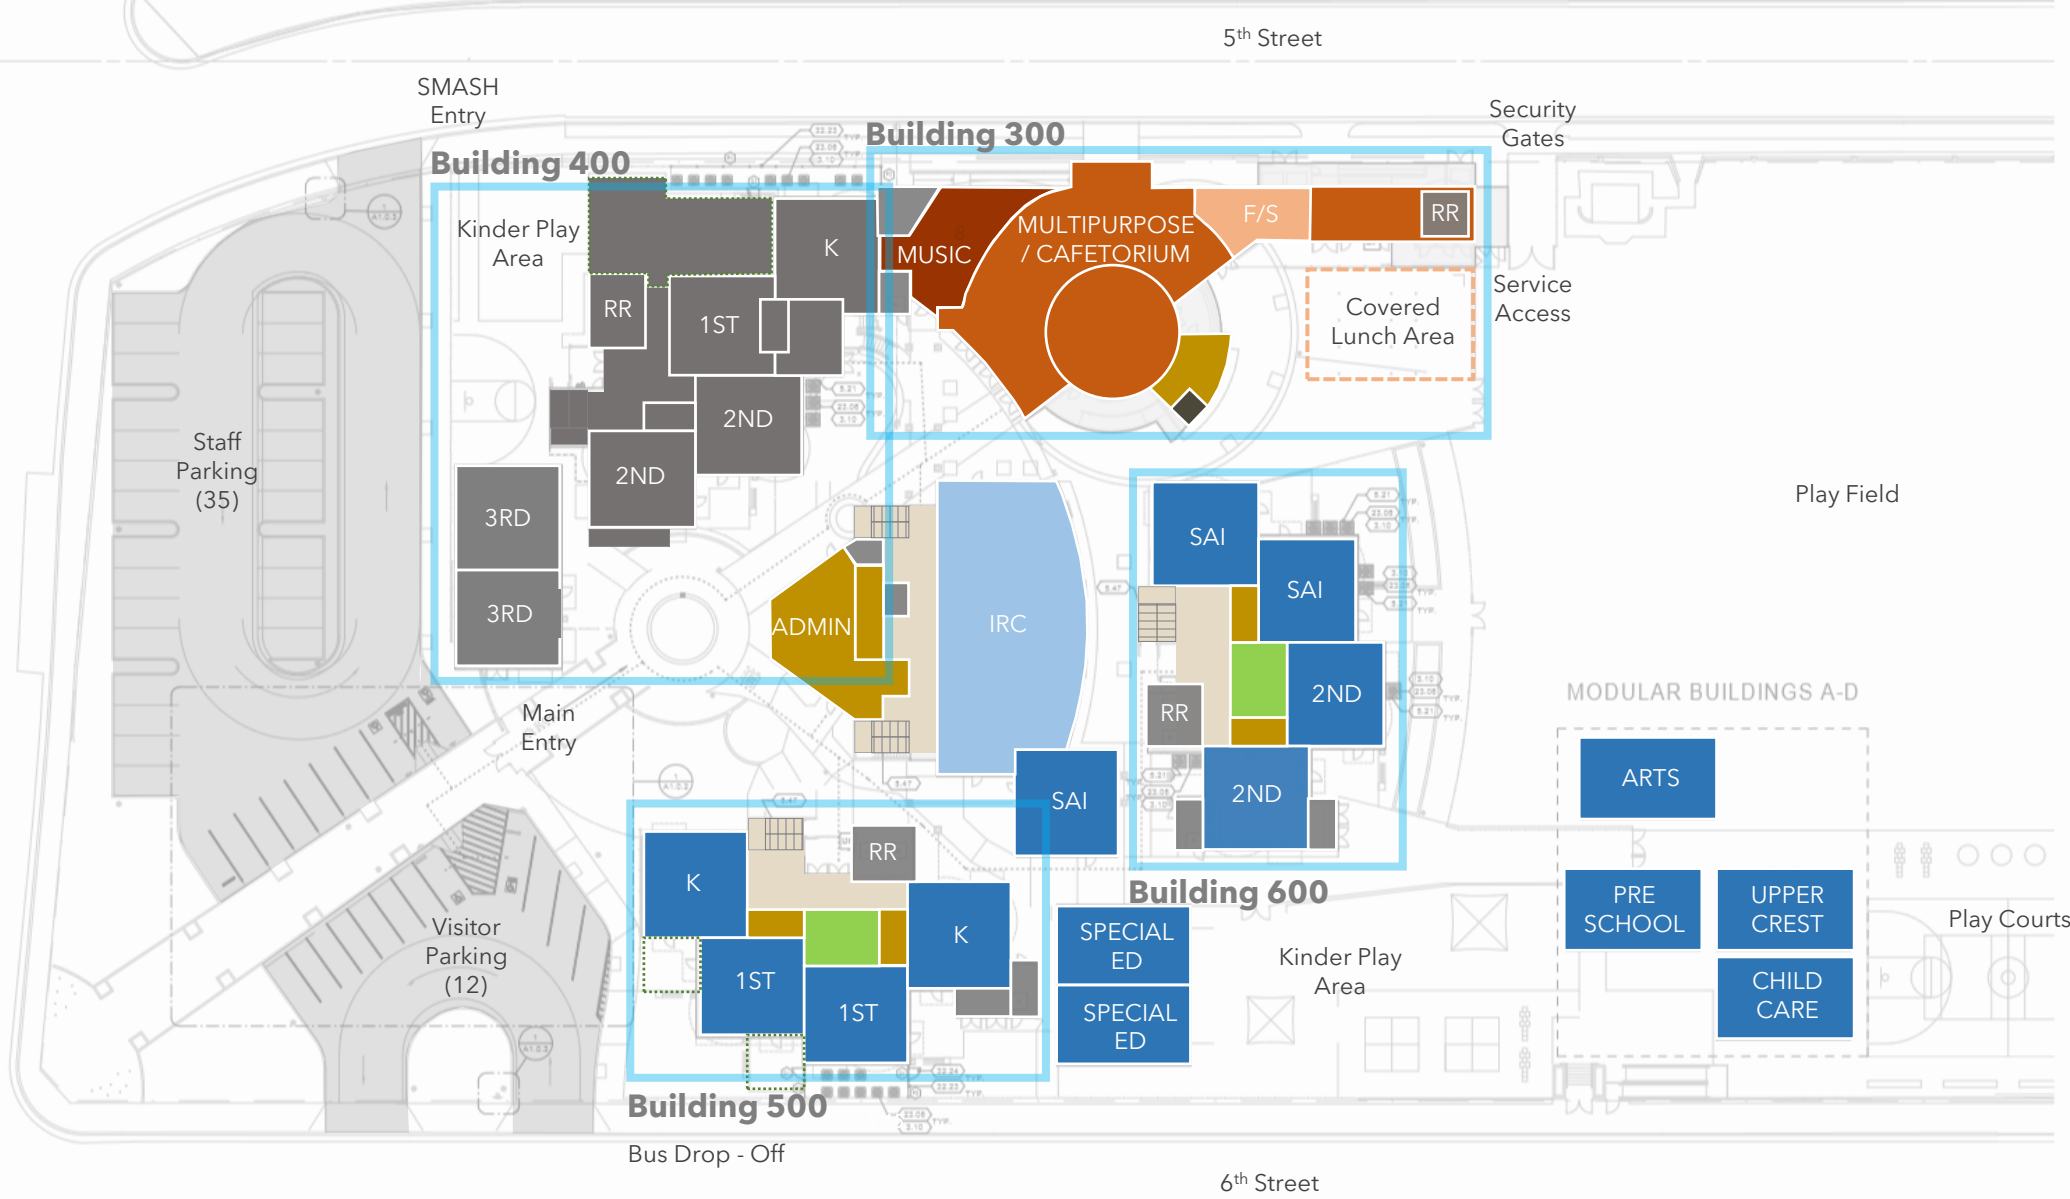 5th Street
SMASH
Entry
Security
Gates
Building 300
Building 400
Kinder Play
Area
K
MUSIC
MULTIPURPOSE
/ CAFETORIUM
F/S
RR
RR
1ST
Covered
Lunch Area
Service
Access
2ND
2ND
Staff
Parking
(35)
3RD
3RD
Play Field
SAI
SAI
ADMIN
IRC
2ND
RR
MODULAR BUILDINGS A-D
Main
Entry
ARTS
2ND
SAI
RR
K
K
Building 600
PRE
SCHOOL
UPPER
CREST
Play Courts
Visitor
Parking
(12)
SPECIAL
ED
Kinder Play
Area
1ST
1ST
SPECIAL
ED
CHILD
CARE
Building 500
Bus Drop - Off
6th Street